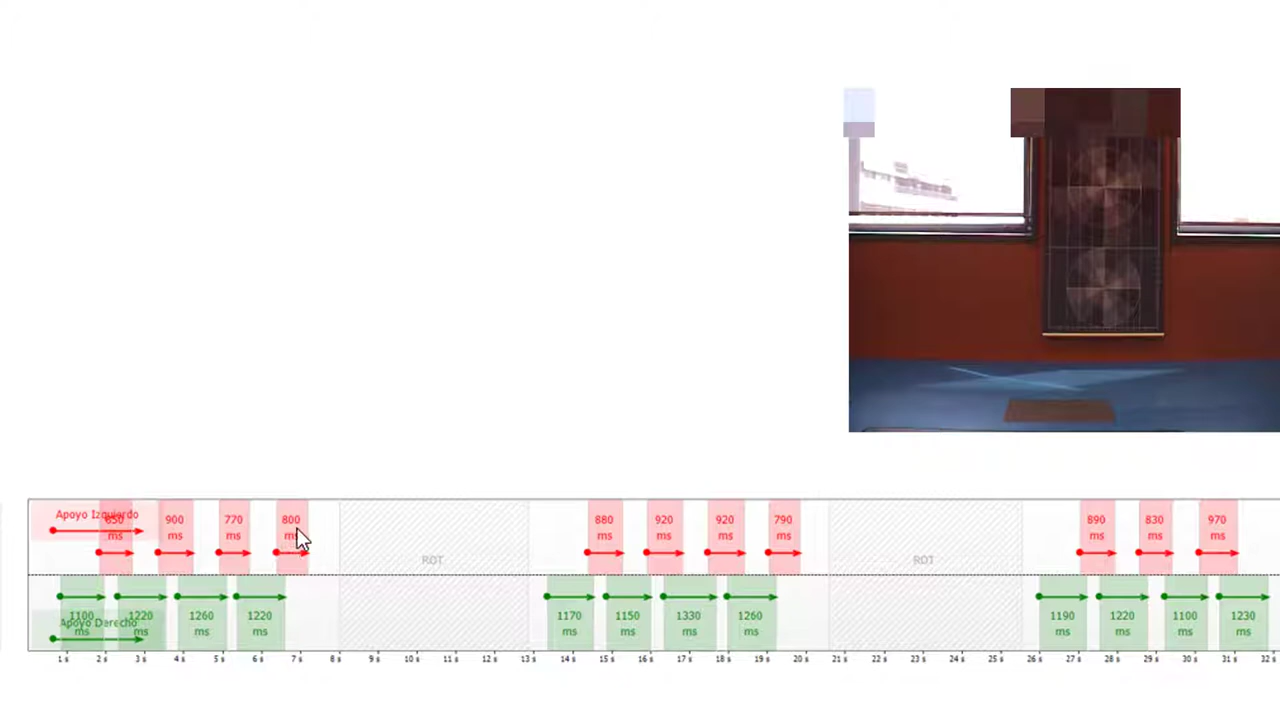 Apoyo Izquierdo
850 ms
900 ms
770 ms
800 ms
ROT
880 ms
920 ms
920 ms
790 ms
ROT
890 ms
830 ms
970 ms
Apoyo Derecho
1100 ms
1220 ms
1260 ms
1220 ms
1170 ms
1150 ms
1330 ms
1260 ms
1190 ms
1220 ms
1100 ms
1230 ms
1 s 2 s 3 s 4 s 5 s 6 s 7 s 8 s 9 s 10 s 11 s 12 s 13 s 14 s 15 s 16 s 17 s 18 s 19 s 20 s 21 s 22 s 23 s 24 s 25 s 26 s 27 s 28 s 29 s 30 s 31 s 32 s